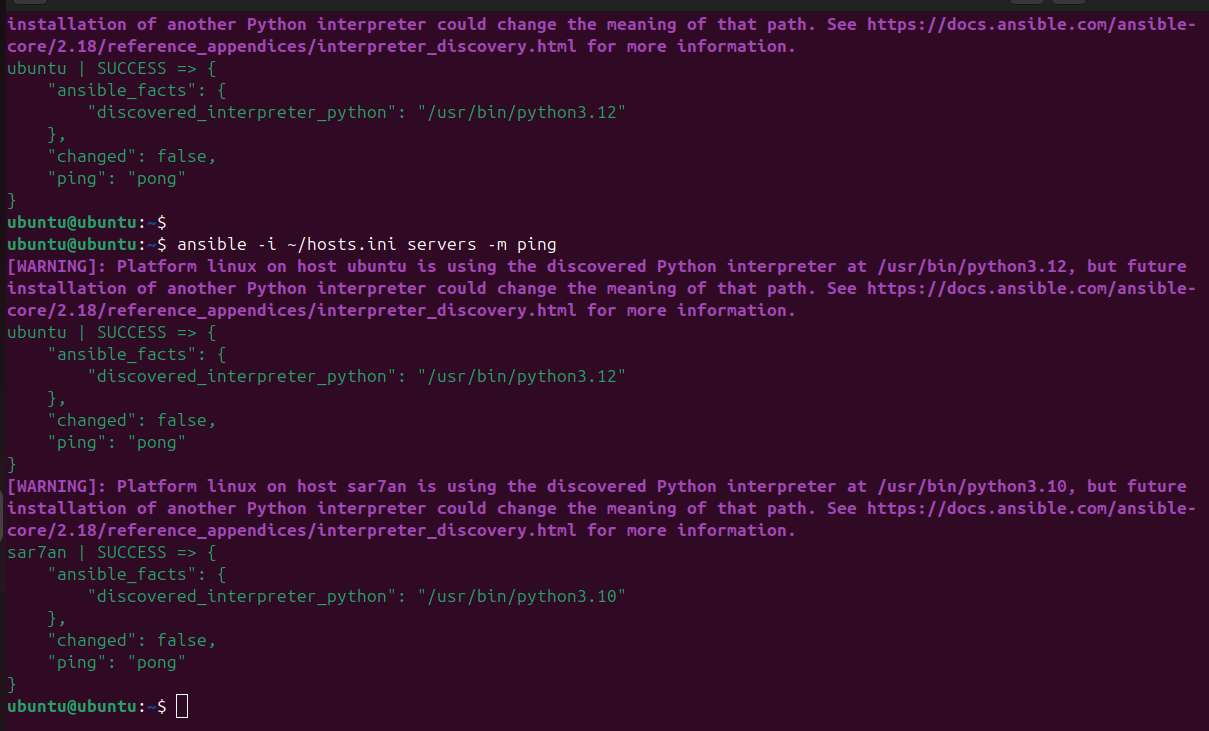 installation of another Python interpreter could change the meaning of that path. See https://docs.ansible.com/ansible-
core/2.18/reference_appendices/interpreter_discovery.html for more information.
ubuntu | SUCCESS => {
    "ansible_facts": {
        "discovered_interpreter_python": "/usr/bin/python3.12"
    },
    "changed": false,
    "ping": "pong"
}
ubuntu@ubuntu:~$
ubuntu@ubuntu:~$ ansible -i ~/hosts.ini servers -m ping
[WARNING]: Platform linux on host ubuntu is using the discovered Python interpreter at /usr/bin/python3.12, but future
installation of another Python interpreter could change the meaning of that path. See https://docs.ansible.com/ansible-
core/2.18/reference_appendices/interpreter_discovery.html for more information.
ubuntu | SUCCESS => {
    "ansible_facts": {
        "discovered_interpreter_python": "/usr/bin/python3.12"
    },
    "changed": false,
    "ping": "pong"
}
[WARNING]: Platform linux on host sar7an is using the discovered Python interpreter at /usr/bin/python3.10, but future
installation of another Python interpreter could change the meaning of that path. See https://docs.ansible.com/ansible-
core/2.18/reference_appendices/interpreter_discovery.html for more information.
sar7an | SUCCESS => {
    "ansible_facts": {
        "discovered_interpreter_python": "/usr/bin/python3.10"
    },
    "changed": false,
    "ping": "pong"
}
ubuntu@ubuntu:~$